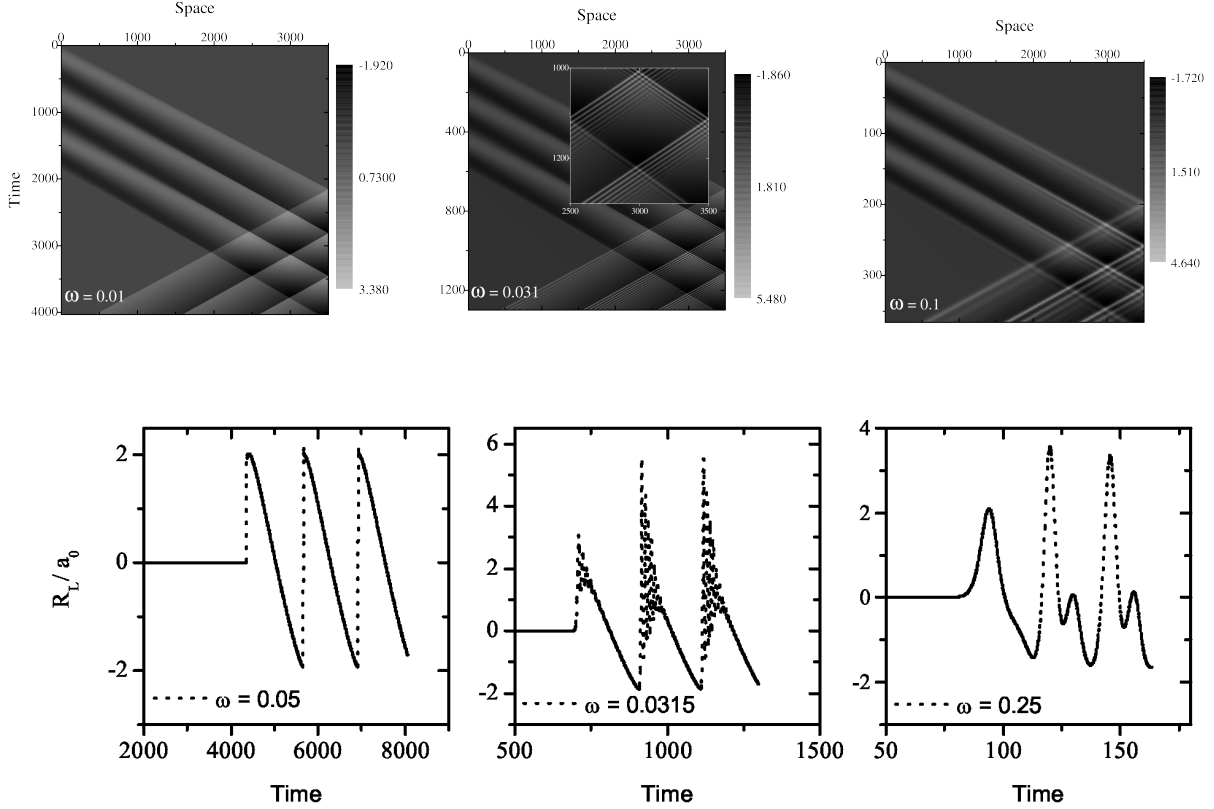 Space
0 1000 2000 3000
Time
0
1000
2000
3000
4000
-1.920
0.7300
3.380
ω = 0.01
Space
0 1000 2000 3000
0
400
800
1200
1000
1200
2500 3000 3500
-1.860
1.810
5.480
ω = 0.031
Space
0 1000 2000 3000
0
100
200
300
-1.720
1.510
4.640
ω = 0.1
R_L/a_0
2
0
-2
ω = 0.05
2000 4000 6000 8000
Time
6
4
2
0
-2
ω = 0.0315
500 1000 1500
Time
4
2
0
-2
ω = 0.25
50 100 150
Time